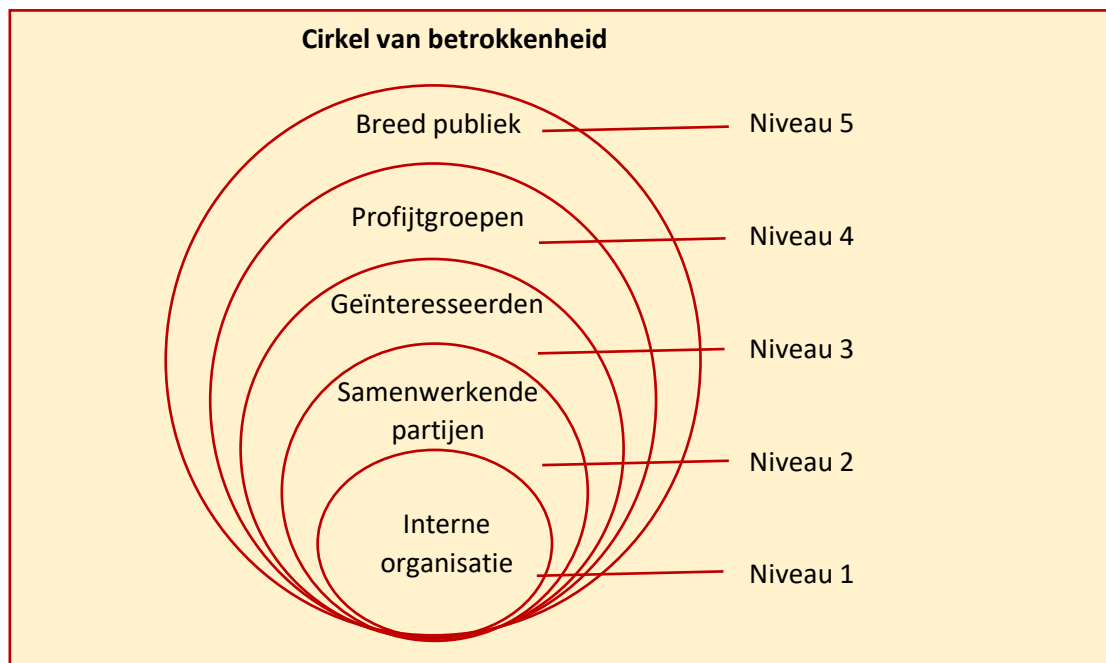 Cirkel van betrokkenheid
Breed publiek
Niveau 5
Profijtgroepen
Niveau 4
Geïnteresseerden
Niveau 3
Samenwerkende
partijen
Niveau 2
Interne
organisatie
Niveau 1